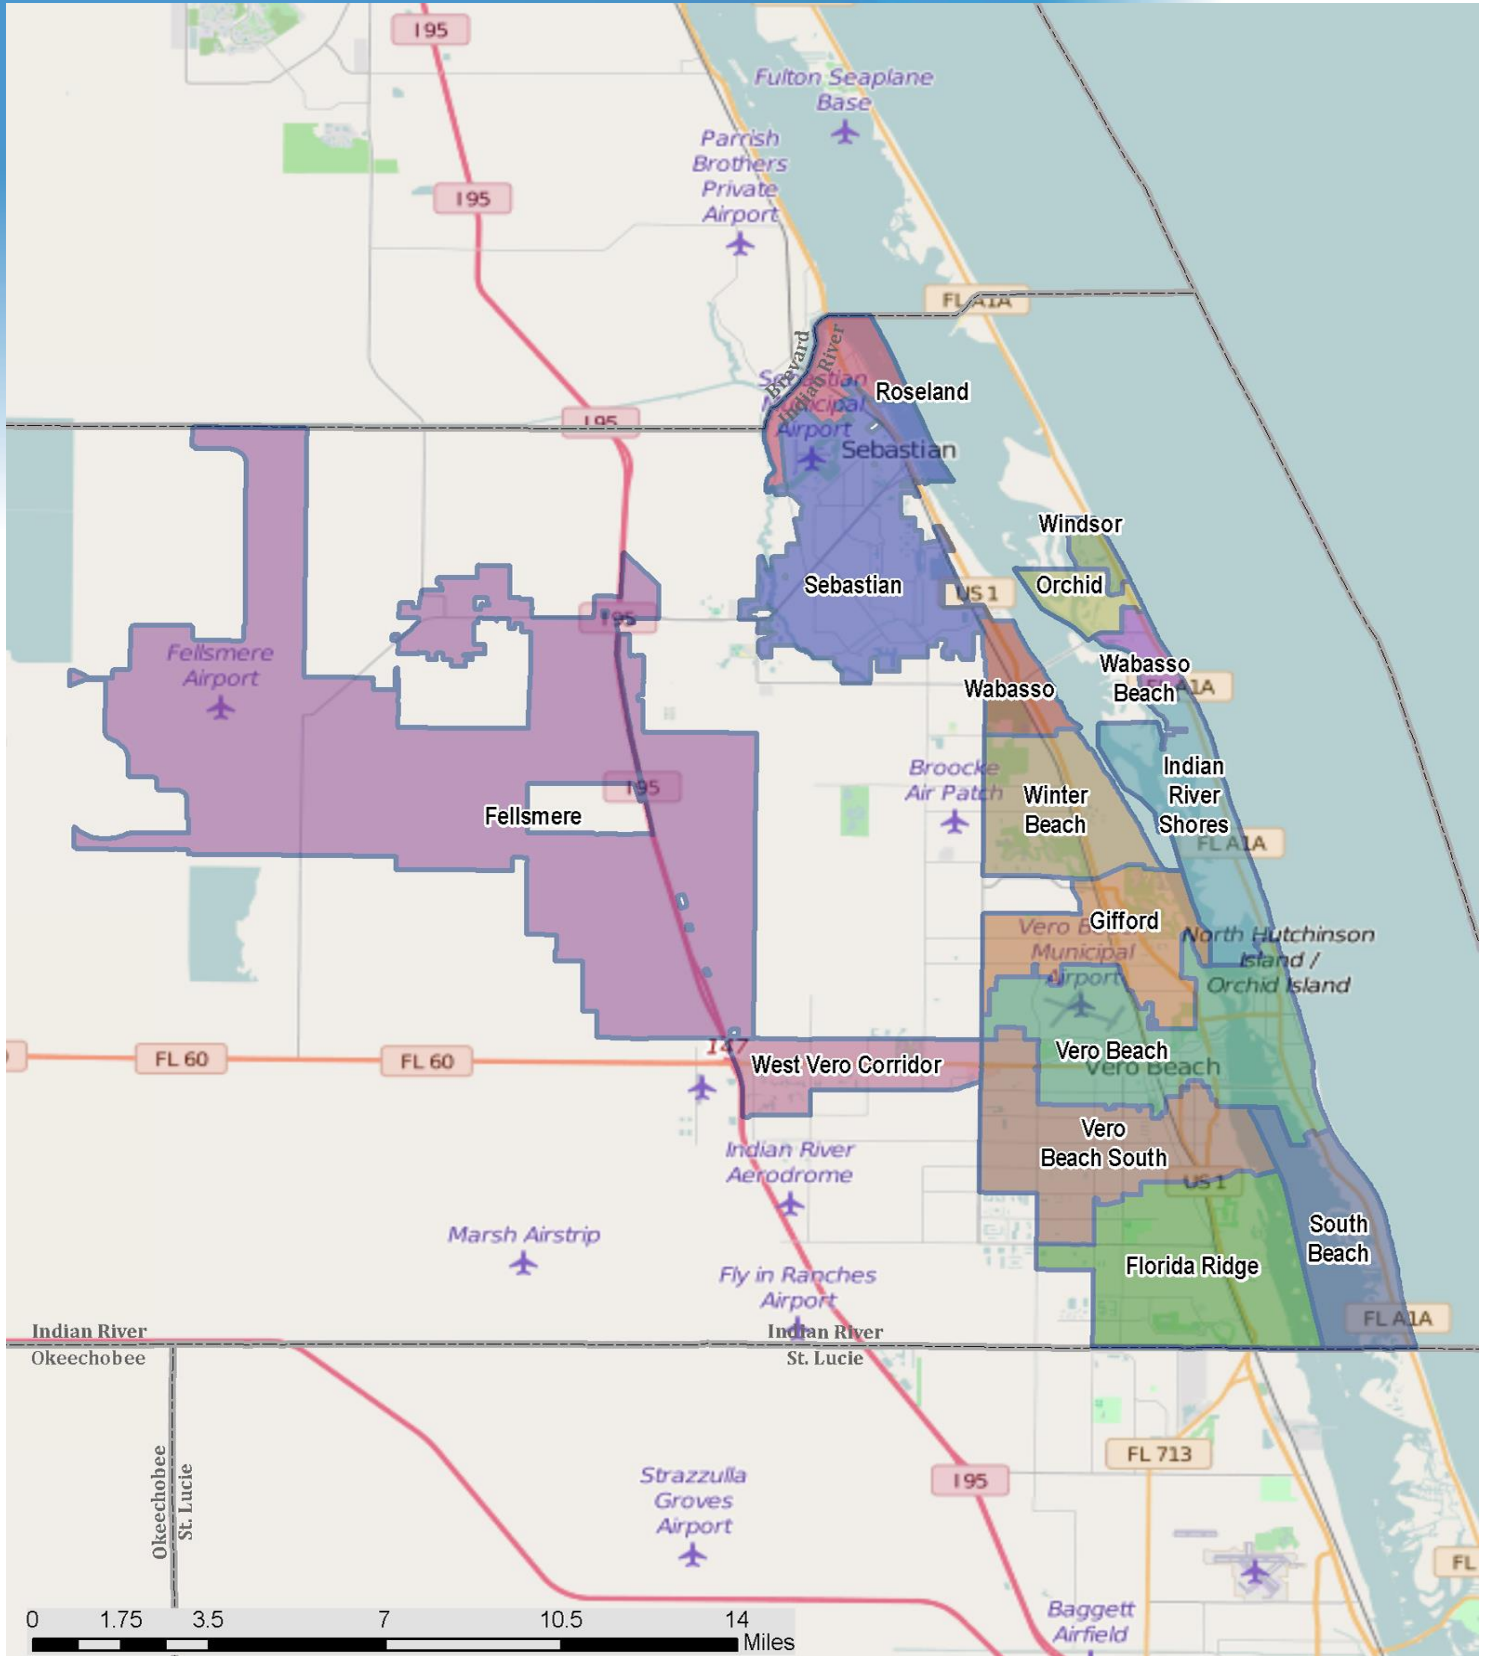 I 95
Fulton Seaplane
Base
Parrish
Brothers
Private
Airport
I 95
FL A1A
Brevard
Indian River
Sebastian
Municipal
Airport
Roseland
I 95
Sebastian
Windsor
Orchid
Sebastian
US 1
I 95
Fellsmere
Airport
Wabasso
Beach
FL A1A
Wabasso
Broocke
Air Patch
Indian
River
Shores
I 95
Winter
Beach
Fellsmere
FL A1A
Gifford
Vero B
Municipal
Airport
North Hutchinson
Island /
Orchid Island
147
FL 60
FL 60
West Vero Corridor
Vero Beach
Vero Beach
Vero
Beach South
Indian River
Aerodrome
US 1
Marsh Airstrip
South
Beach
Florida Ridge
Fly in Ranches
Airport
FL A1A
Indian River
Okeechobee
Indian River
St. Lucie
FL 713
Okeechobee
St. Lucie
Strazzulla
Groves
Airport
I 95
FL
Baggett
Airfield
0 1.75 3.5 7 10.5 14
Miles